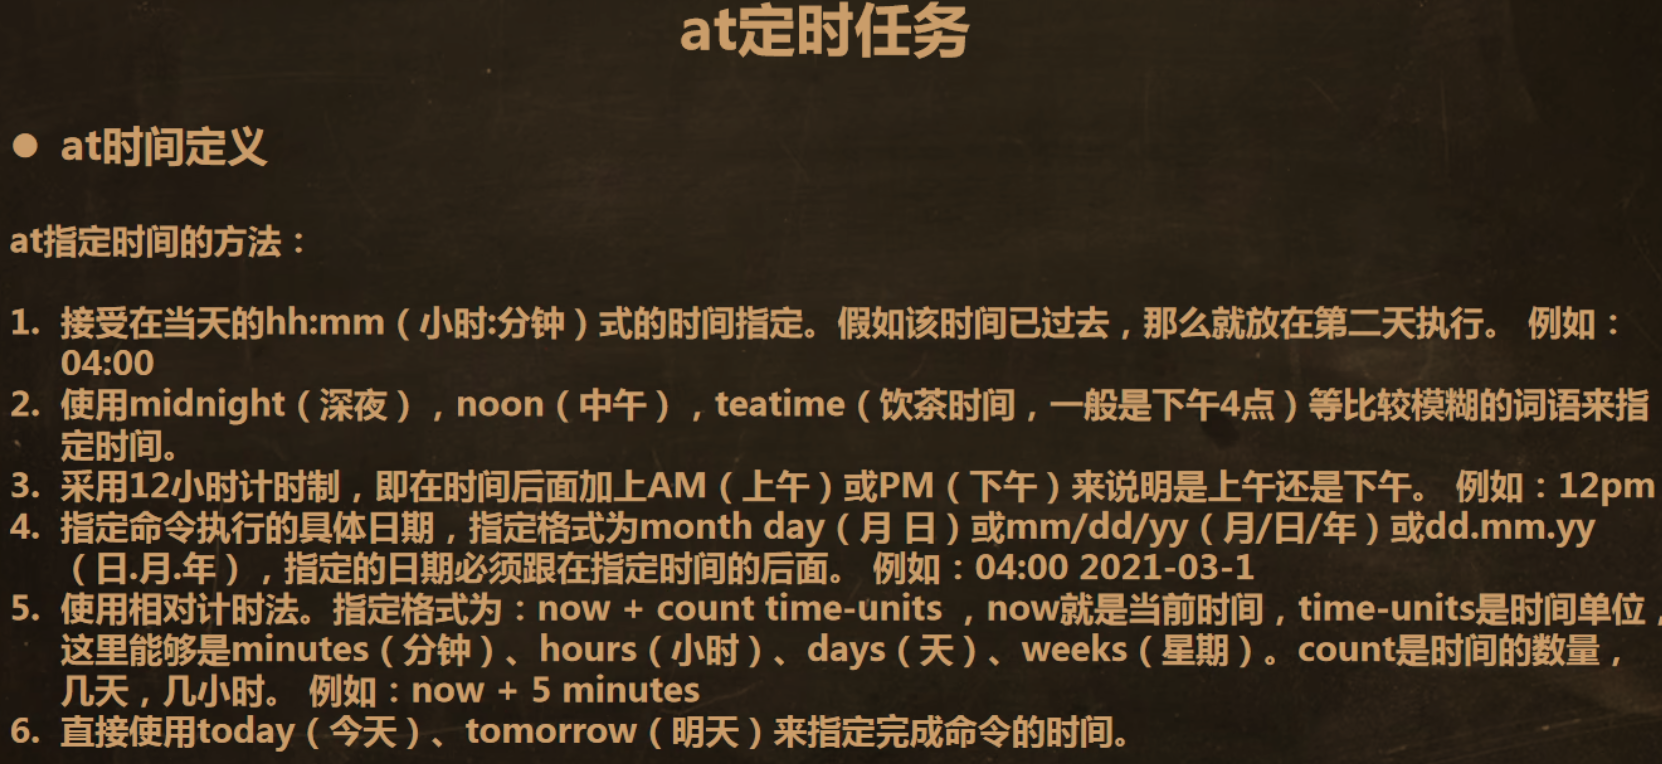 at定时任务
● at时间定义
at指定时间的方法：
1. 接受在当天的hh:mm（小时:分钟）式的时间指定。假如该时间已过去，那么就放在第二天执行。 例如：
04:00
2. 使用midnight（深夜），noon（中午），teatime（饮茶时间，一般是下午4点）等比较模糊的词语来指
定时间。
3. 采用12小时计时制，即在时间后面加上AM（上午）或PM（下午）来说明是上午还是下午。 例如：12pm
4. 指定命令执行的具体日期，指定格式为month day（月 日）或mm/dd/yy（月/日/年）或dd.mm.yy
（日.月.年），指定的日期必须跟在指定时间的后面。 例如：04:00 2021-03-1
5. 使用相对计时法。指定格式为：now + count time-units ，now就是当前时间，time-units是时间单位，
这里能够是minutes（分钟）、hours（小时）、days（天）、weeks（星期）。count是时间的数量，
几天，几小时。 例如：now + 5 minutes
6. 直接使用today（今天）、tomorrow（明天）来指定完成命令的时间。